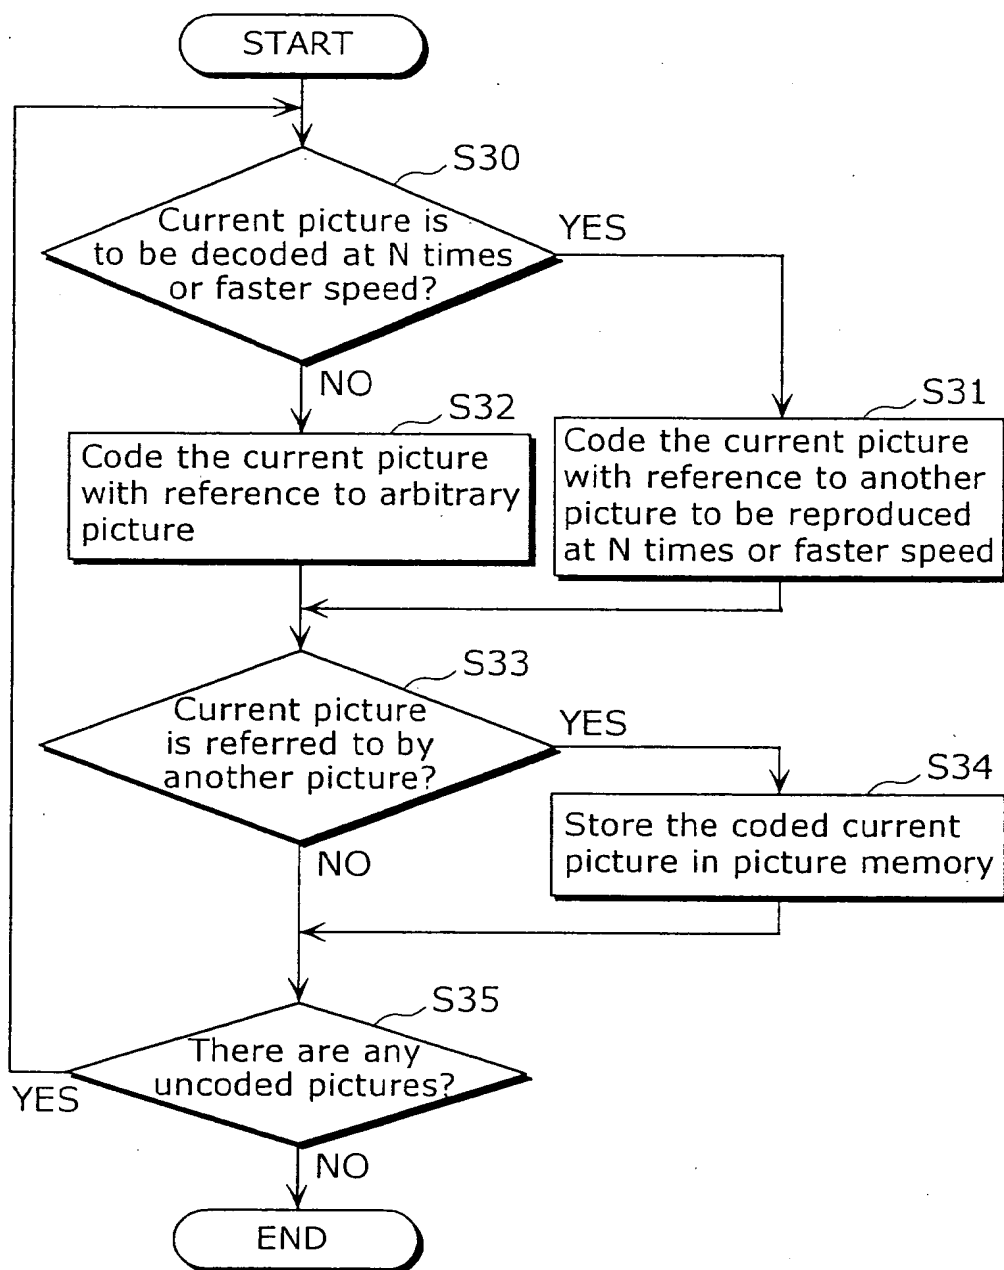 START
S30
Current picture is
to be decoded at N times
or faster speed?
YES
NO
S32
Code the current picture
with reference to arbitrary
picture
S31
Code the current picture
with reference to another
picture to be reproduced
at N times or faster speed
S33
Current picture
is referred to by
another picture?
YES
NO
S34
Store the coded current
picture in picture memory
S35
There are any
uncoded pictures?
YES
NO
END